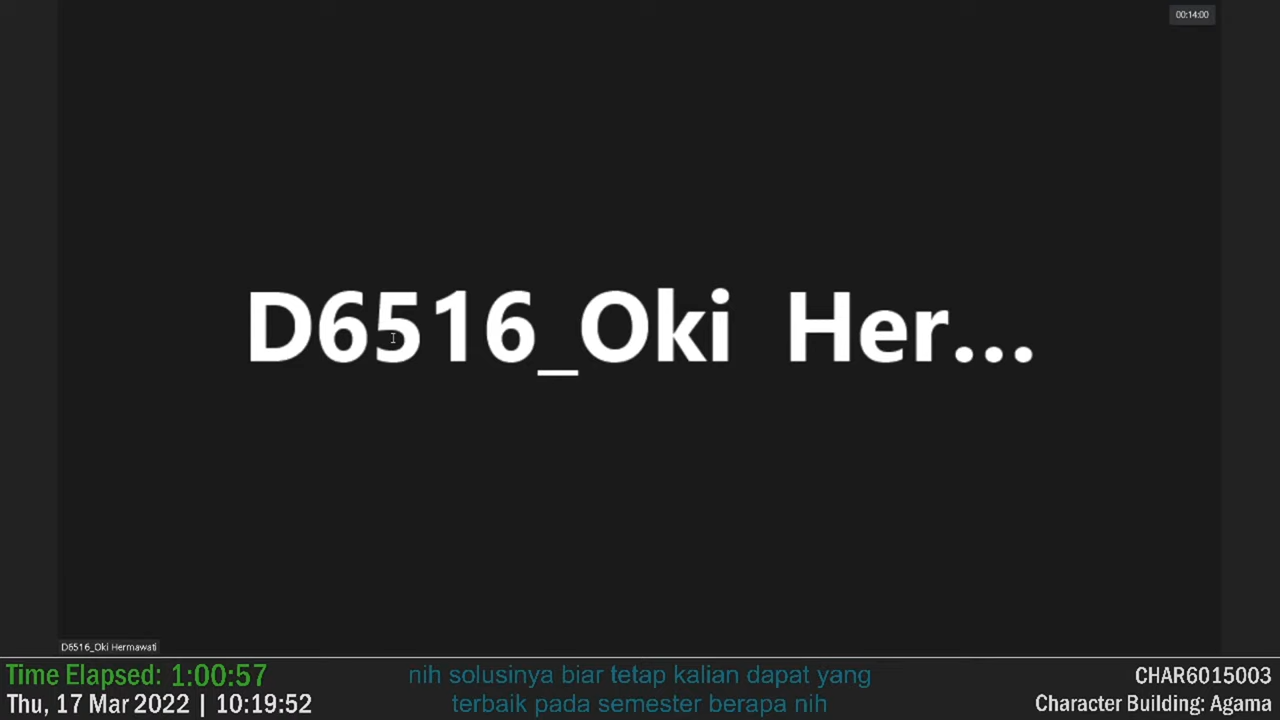 00:14:00
D6516_Oki Her...
D6516_Oki Hermawati
Time Elapsed: 1:00:57
Thu, 17 Mar 2022 | 10:19:52
nih solusinya biar tetap kalian dapat yang
terbaik pada semester berapa nih
CHAR6015003
Character Building: Agama